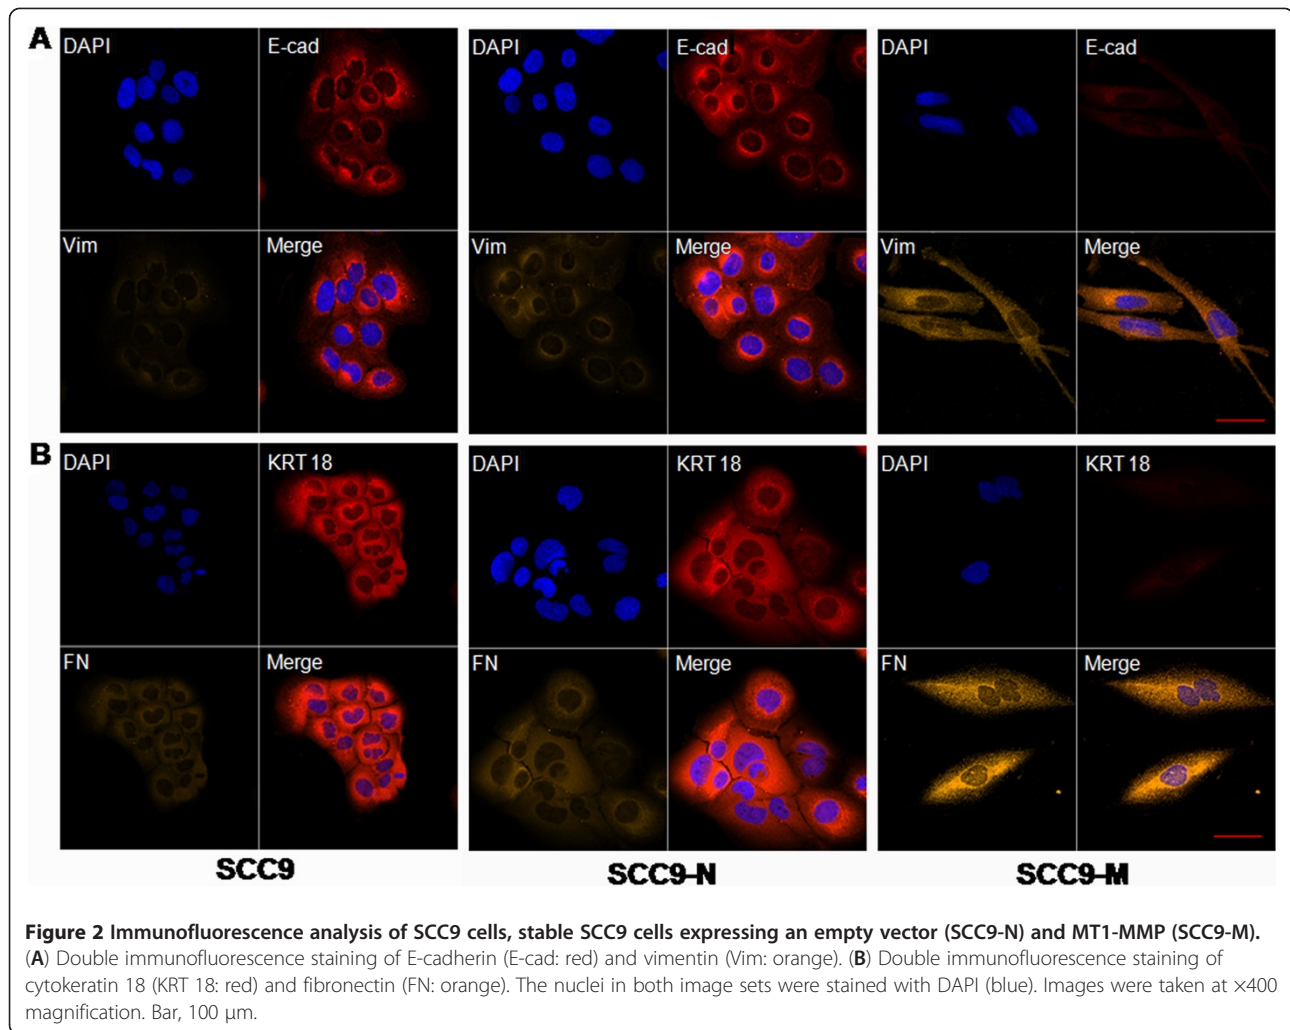 A
DAPI
E-cad
DAPI
E-cad
DAPI
E-cad
Vim
Merge
Vim
Merge
Vim
Merge
B
DAPI
KRT 18
DAPI
KRT 18
DAPI
KRT 18
FN
Merge
FN
Merge
FN
Merge
SCC9
SCC9-N
SCC9-M
Figure 2 Immunofluorescence analysis of SCC9 cells, stable SCC9 cells expressing an empty vector (SCC9-N) and MT1-MMP (SCC9-M).
(A) Double immunofluorescence staining of E-cadherin (E-cad: red) and vimentin (Vim: orange). (B) Double immunofluorescence staining of
cytokeratin 18 (KRT 18: red) and fibronectin (FN: orange). The nuclei in both image sets were stained with DAPI (blue). Images were taken at ×400
magnification. Bar, 100 μm.